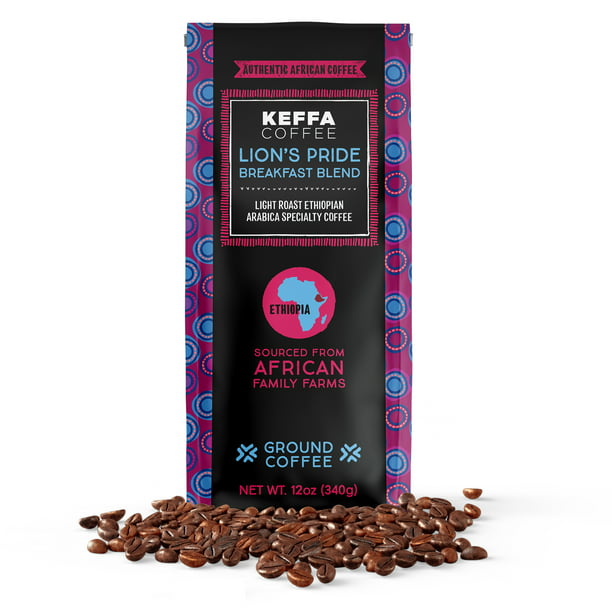 AUTHENTIC AFRICAN COFFEE
KEFFA
COFFEE
LION'S PRIDE
BREAKFAST BLEND
LIGHT ROAST ETHIOPIAN
ARABICA SPECIALTY COFFEE
ETHIOPIA
SOURCED FROM
AFRICAN
FAMILY FARMS
GROUND
COFFEE
NET WT. 12oz (340g)